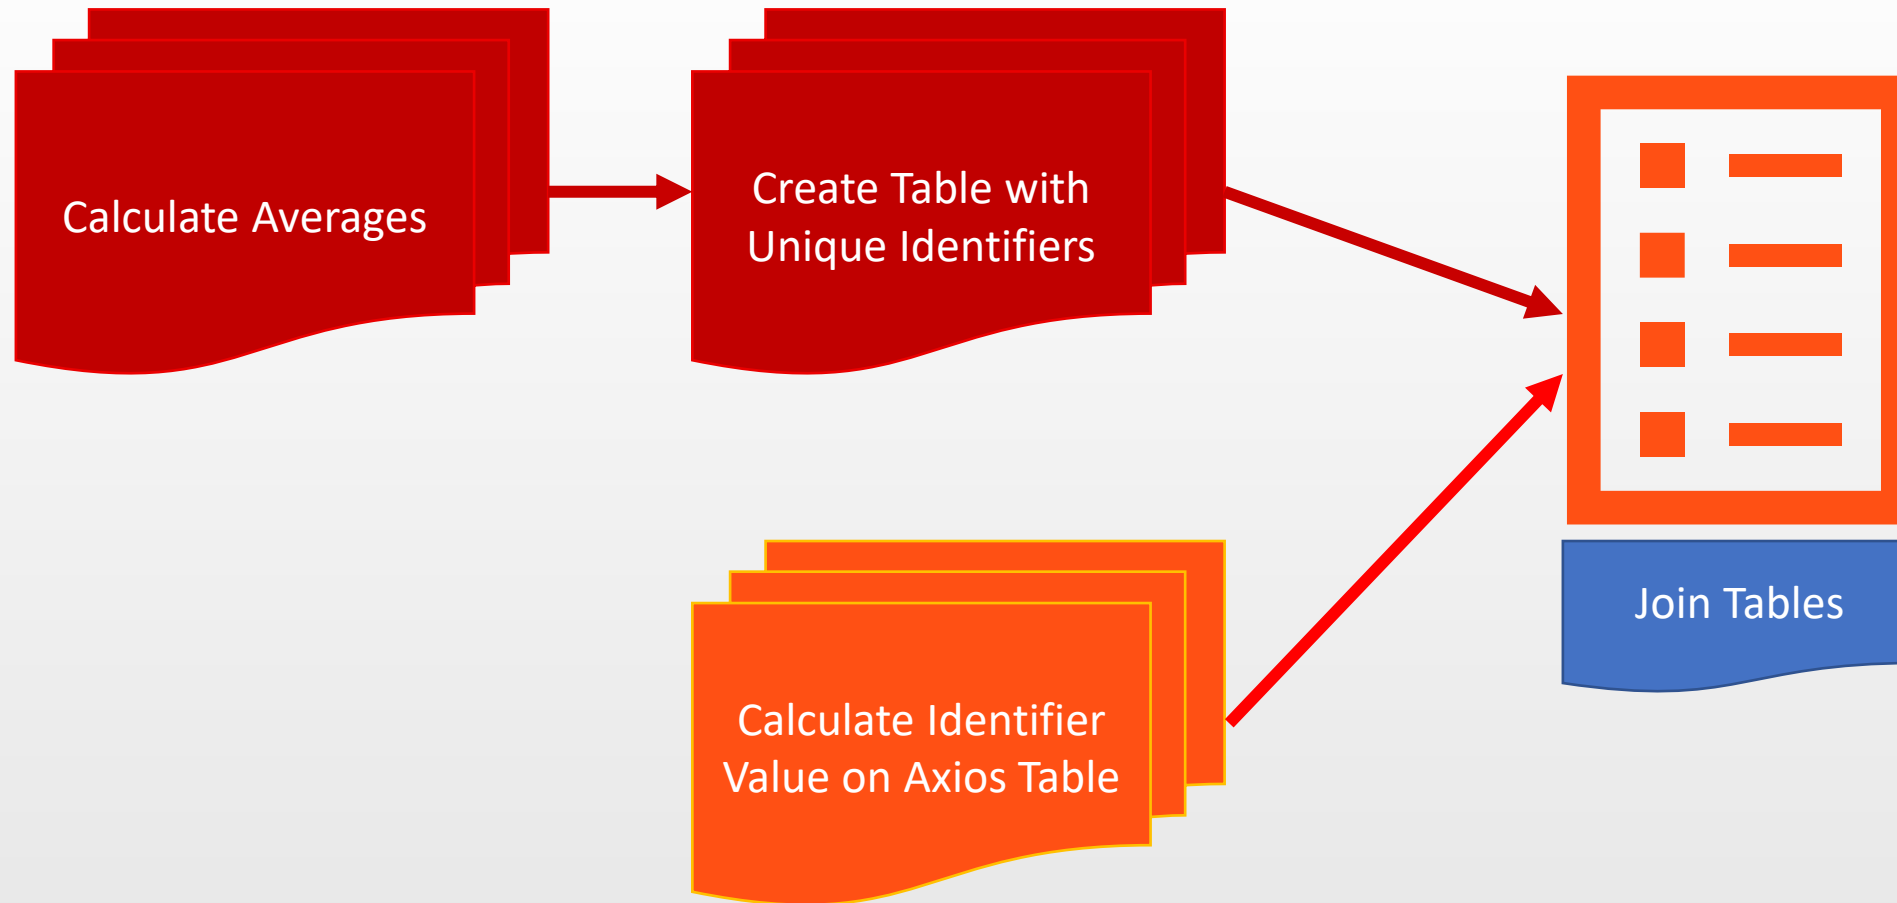 Calculate Averages
Create Table with
Unique Identifiers
Join Tables
Calculate Identifier
Value on Axios Table